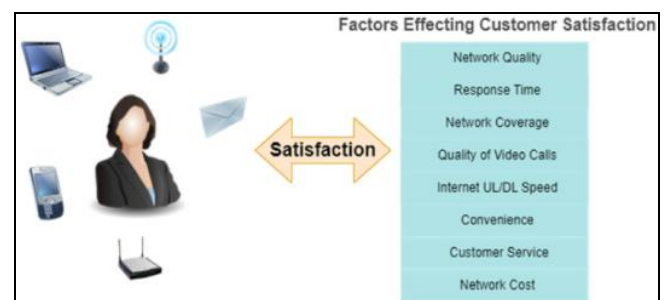 Factors Effecting Customer Satisfaction
Network Quality
Response Time
Network Coverage
Satisfaction
Quality of Video Calls
Internet UL/DL Speed
Convenience
Customer Service
Network Cost